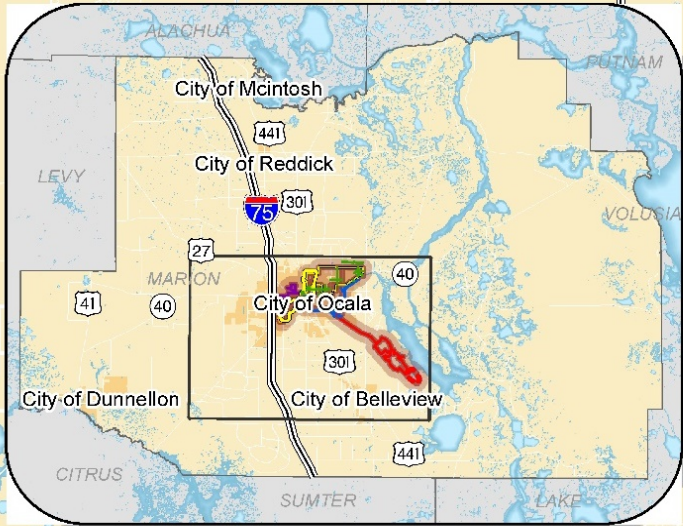 ALACHUA
PUTNAM
City of Mcintosh
441
City of Reddick
LEVY
301
75
VOLUSIA
27
MARION
40
41
40
City of Ocala
301
City of Dunnellon
City of Belleview
441
CITRUS
SUMTER
LAKE